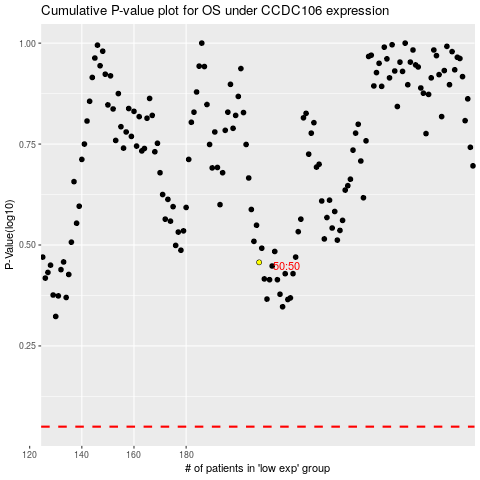 Cumulative P-value plot for OS under CCDC106 expression
1.00
0.75
0.50
0.25
P-Value(log10)
50:50
120 140 160 180
# of patients in 'low exp' group